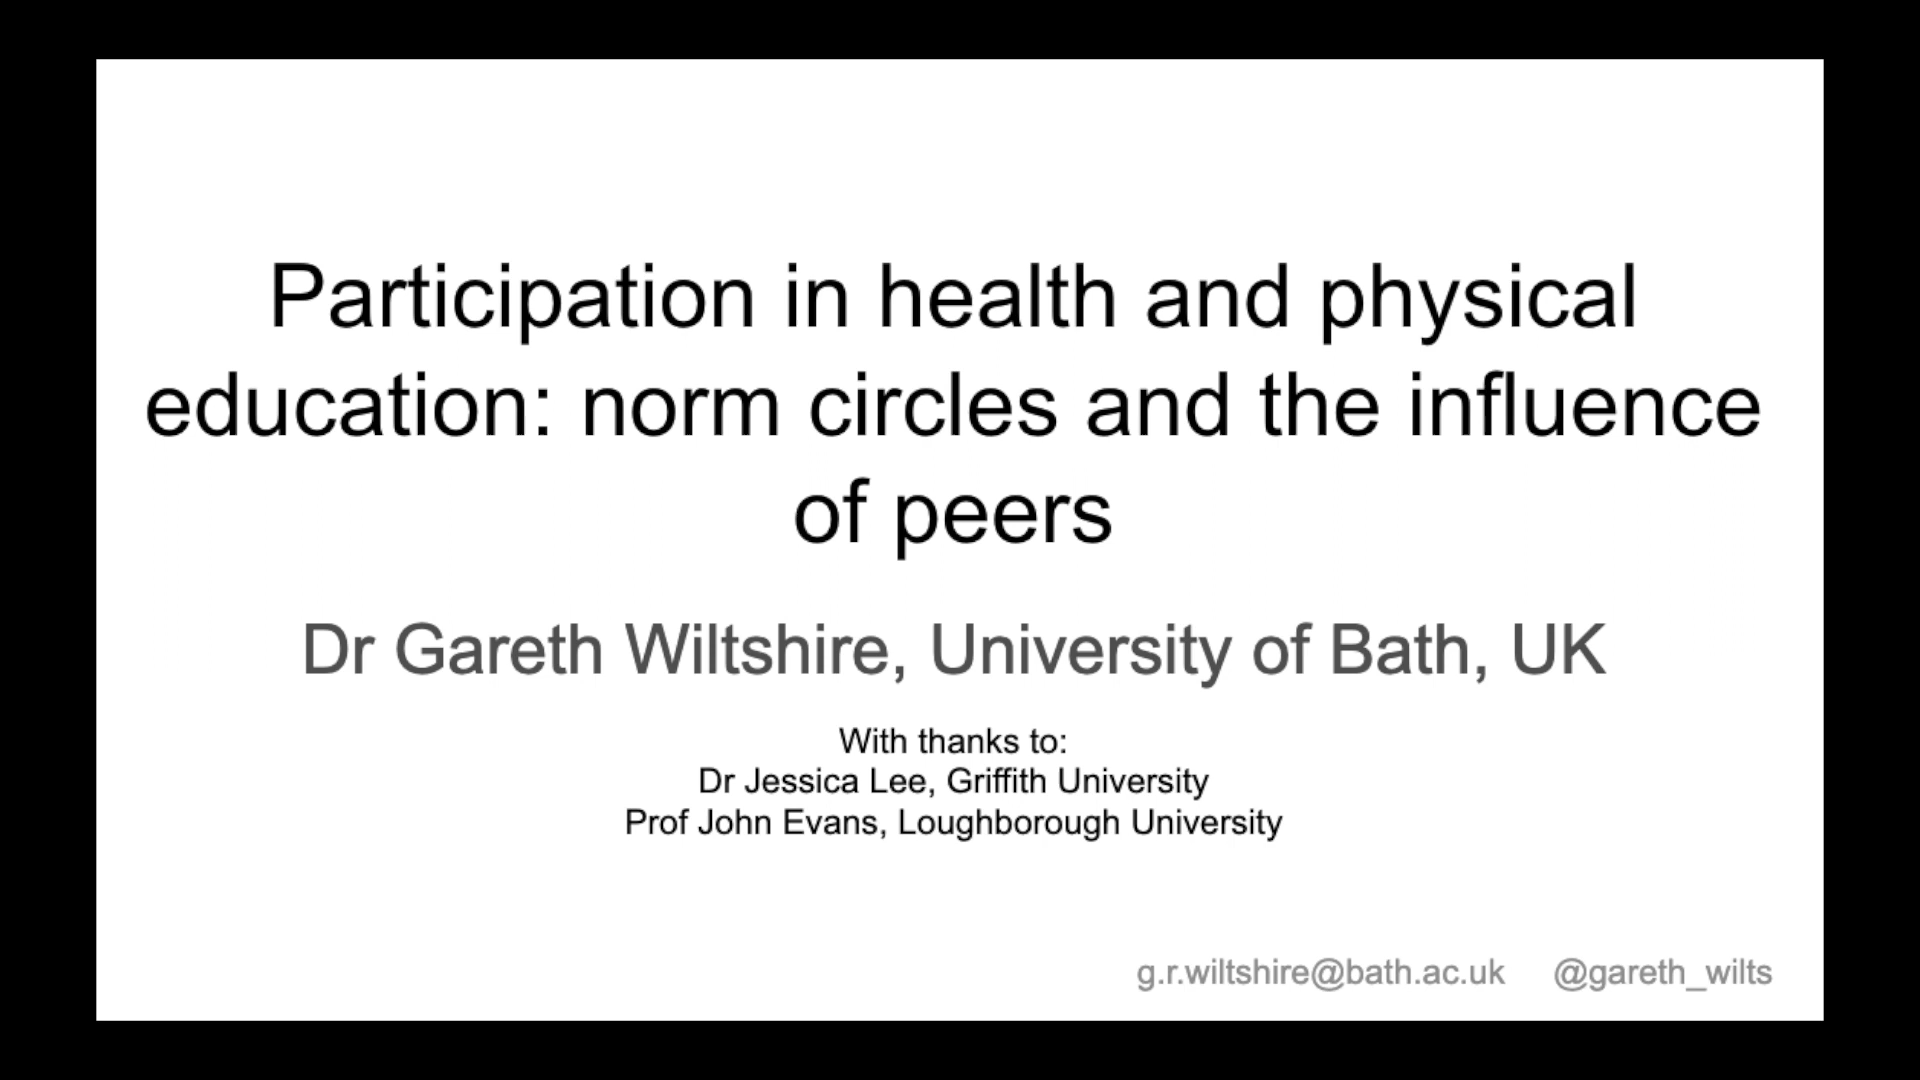 Participation in health and physical
education: norm circles and the influence
of peers
Dr Gareth Wiltshire, University of Bath, UK
With thanks to:
Dr Jessica Lee, Griffith University
Prof John Evans, Loughborough University
g.r.wiltshire@bath.ac.uk @gareth_wilts